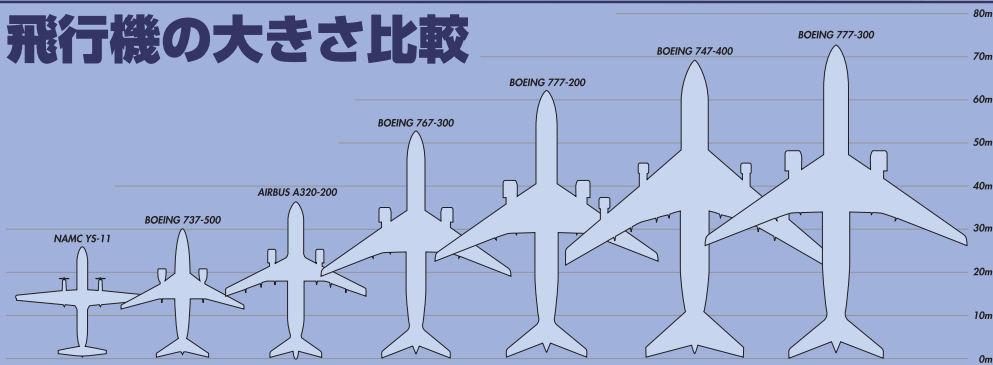 飛行機の大きさ比較
80m
BOEING 777-300
BOEING 747-400
70m
BOEING 777-200
60m
BOEING 767-300
50m
AIRBUS A320-200
40m
BOEING 737-500
30m
NAMC YS-11
20m
10m
0m